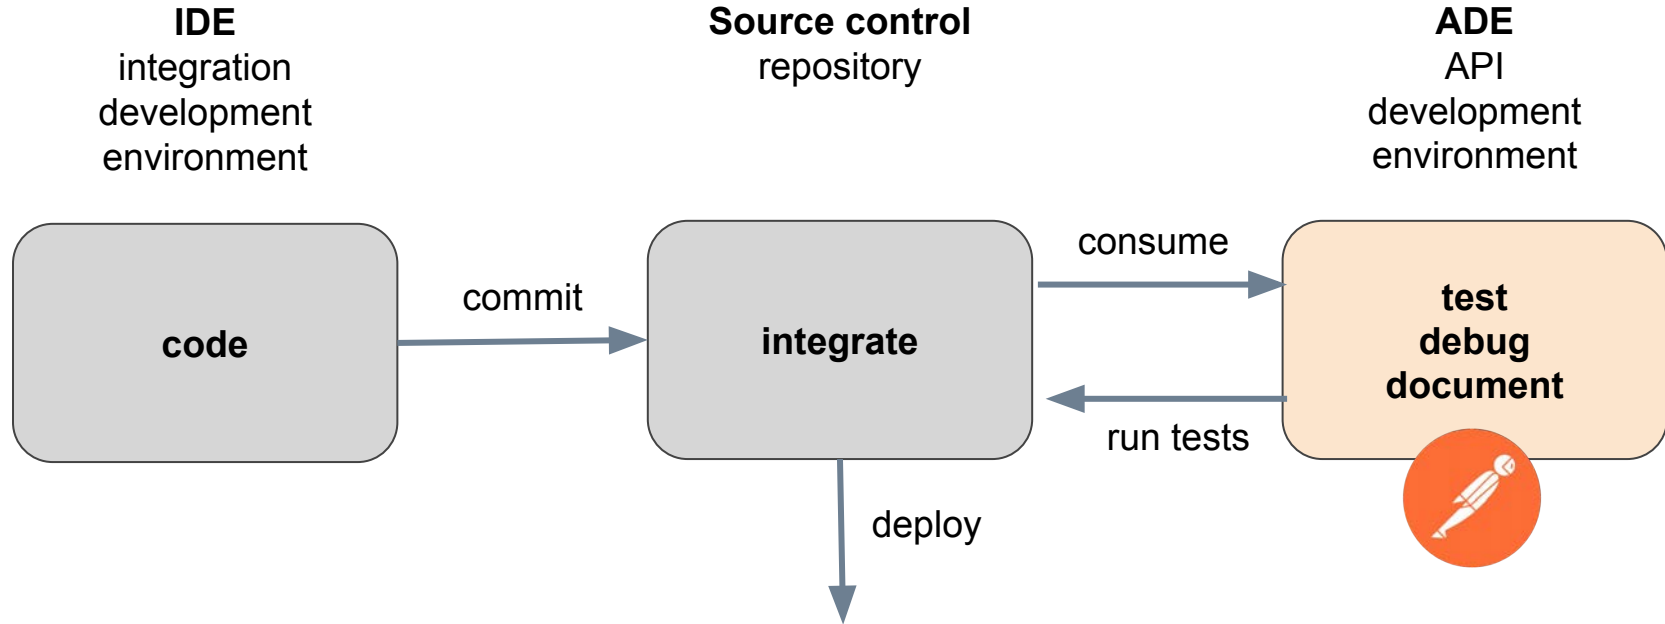 IDE
integration
development
environment
Source control
repository
ADE
API
development
environment
code
commit
integrate
consume
run tests
test
debug
document
deploy